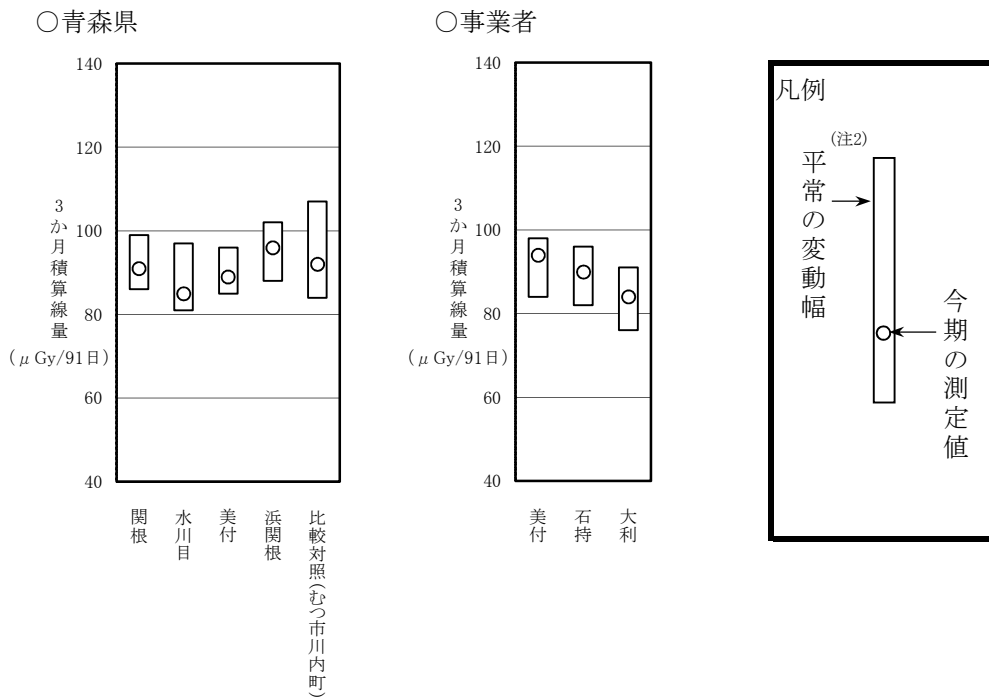 ○青森県
140
120
100
80
60
40
3か月積算線量
(μGy/91日)
関根
水川目
美付
浜関根
比較対照(むつ市川内町)
○事業者
140
120
100
80
60
40
3か月積算線量
(μGy/91日)
美付
石持
大利
凡例
(注2)
平常の変動幅
今期の測定値